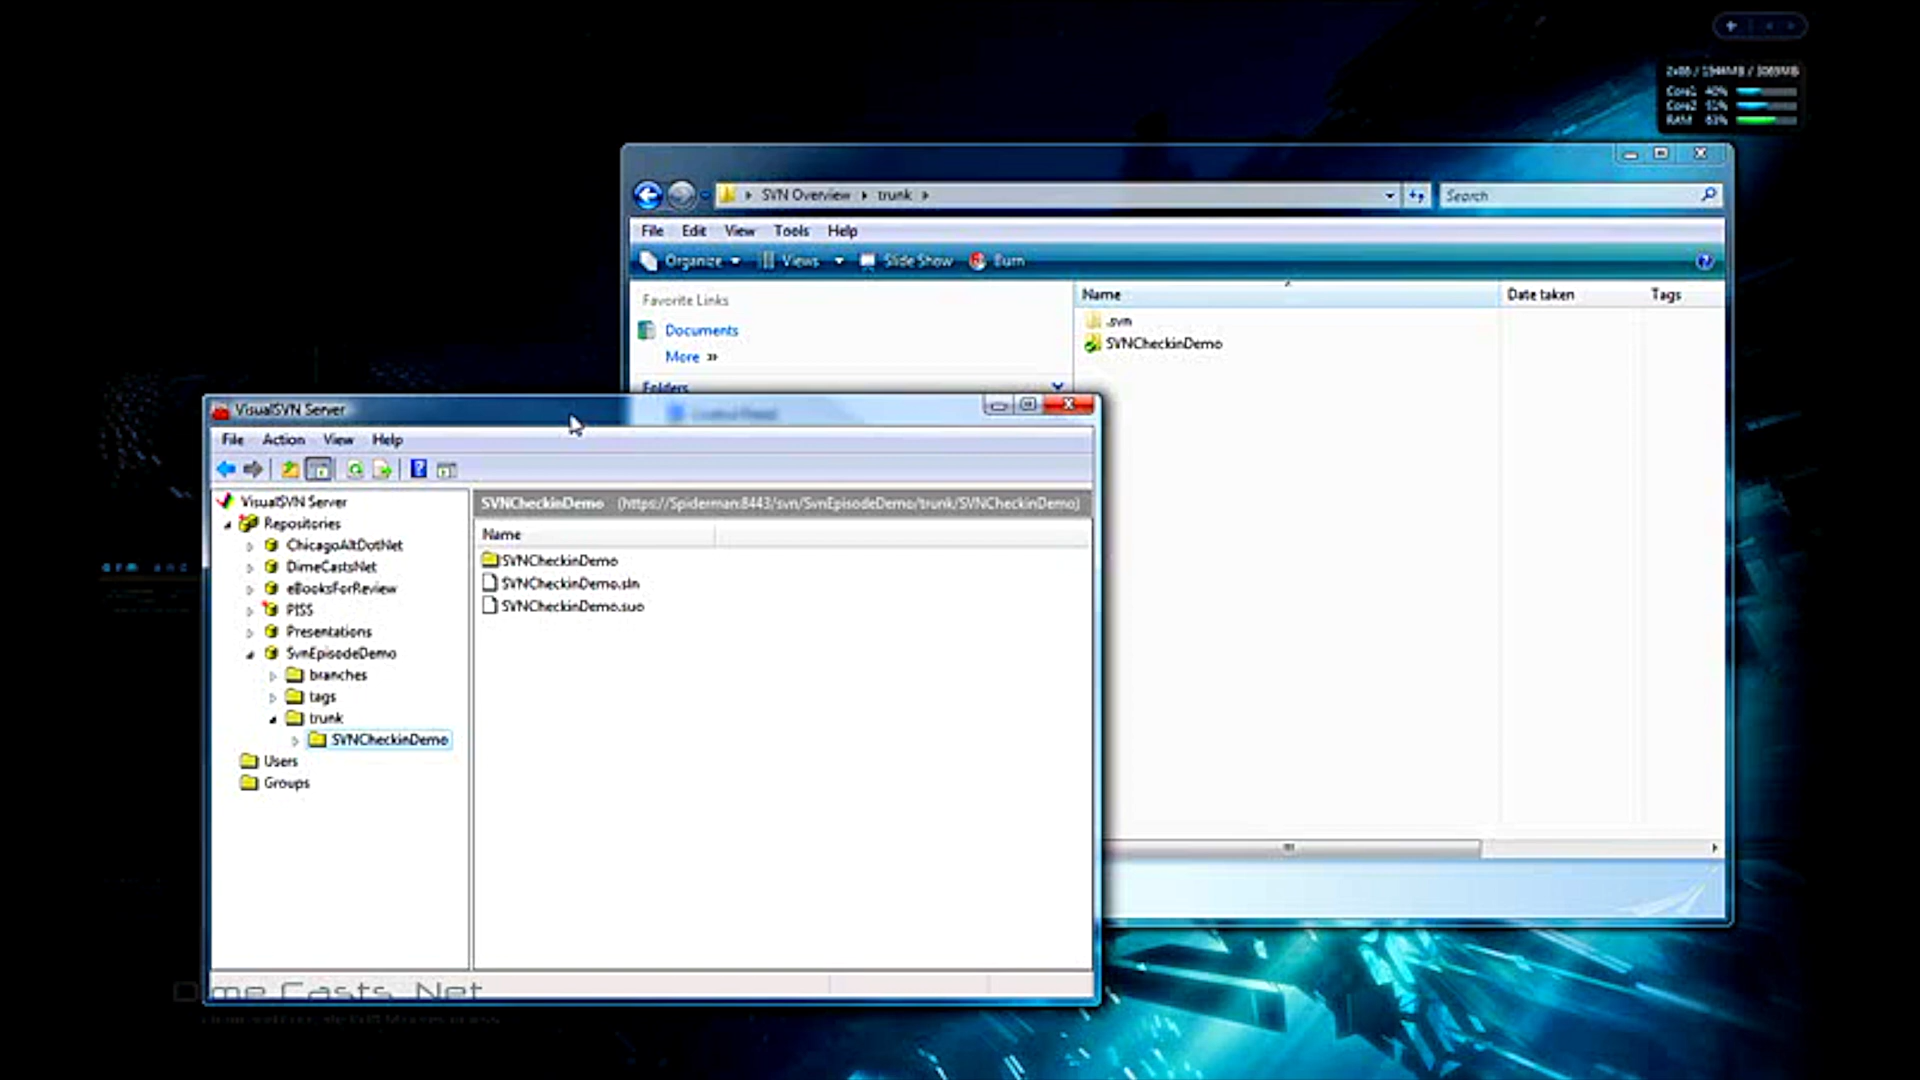 Core1 40%
Core2
RAM 63%
SVN Overview trunk
Search
File Edit View Tools Help
Organize Views Slide Show Burn
Favorite Links
Documents
More »
Folders
Name Date taken Tags
.svn
SVNCheckinDemo
VisualSVN Server
File Action View Help
VisualSVN Server
Repositories
ChicagoAltDotNet
DimeCastsNet
eBooksForReview
PISS
Presentations
SvnEpisodeDemo
branches
tags
trunk
SVNCheckinDemo
Users
Groups
SVNCheckinDemo (https://Spiderman:8443/svn/SvnEpisodeDemo/trunk/SVNCheckinDemo)
Name
SVNCheckinDemo
SVNCheckinDemo.sln
SVNCheckinDemo.suo
Dime Casts .Net